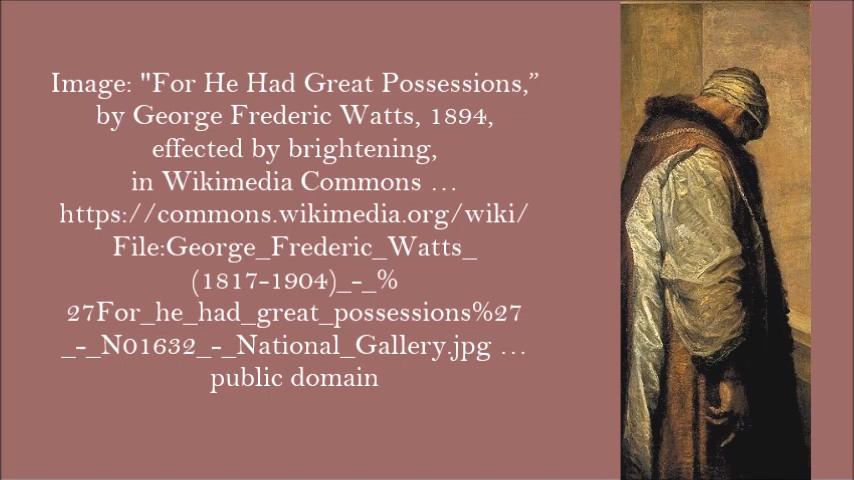 Image: "For He Had Great Possessions,”
by George Frederic Watts, 1894,
effected by brightening,
in Wikimedia Commons …
https://commons.wikimedia.org/wiki/
File:George_Frederic_Watts_
(1817-1904)_-_%
27For_he_had_great_possessions%27
_-_N01632_-_National_Gallery.jpg …
public domain